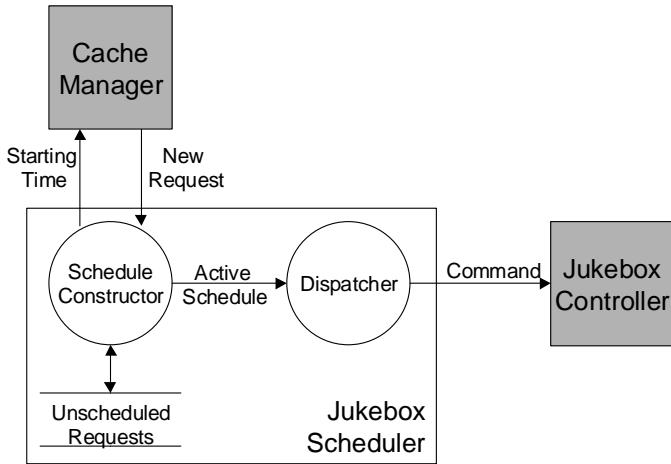 Cache
Manager
Starting
Time
New
Request
Schedule
Constructor
Active
Schedule
Dispatcher
Command
Jukebox
Controller
Unscheduled
Requests
Jukebox
Scheduler